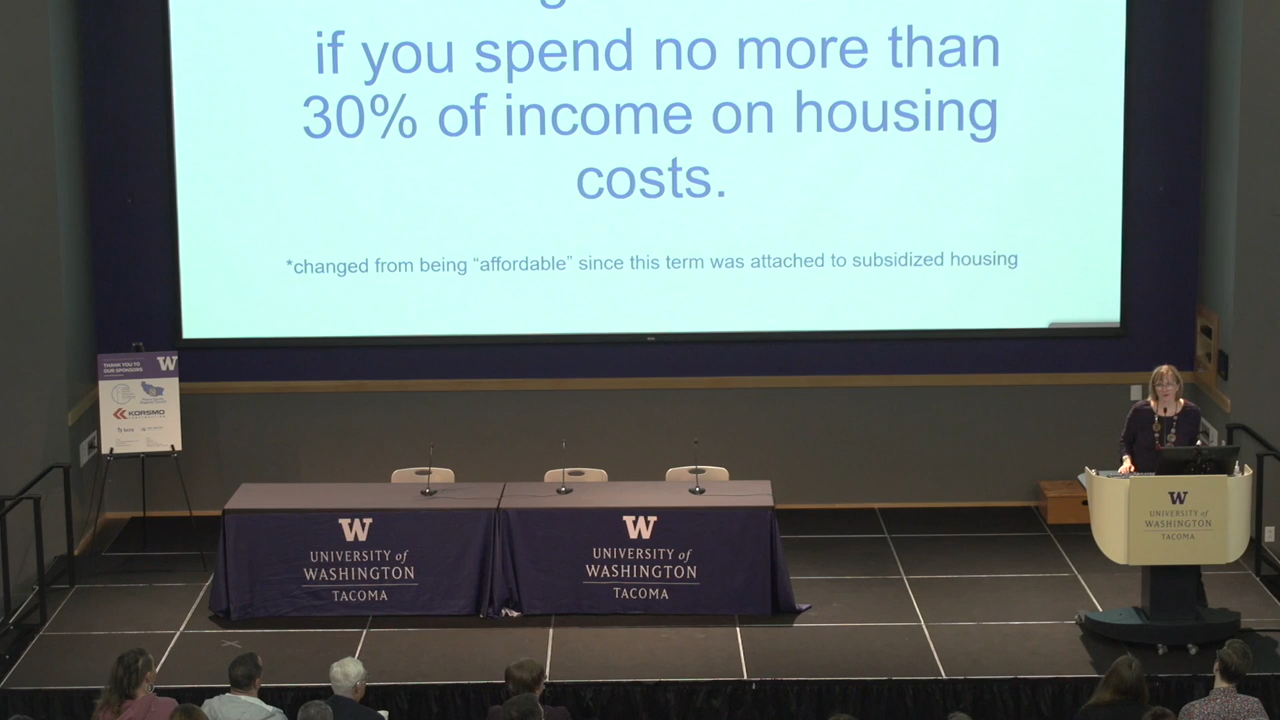 if you spend no more than
30% of income on housing
costs.
*changed from being “affordable” since this term was attached to subsidized housing
THANK YOU TO
OUR SPONSORS
W
KORSMO
CONSTRUCTION
W
UNIVERSITY of
WASHINGTON
TACOMA
W
UNIVERSITY of
WASHINGTON
TACOMA
W
UNIVERSITY of
WASHINGTON
TACOMA